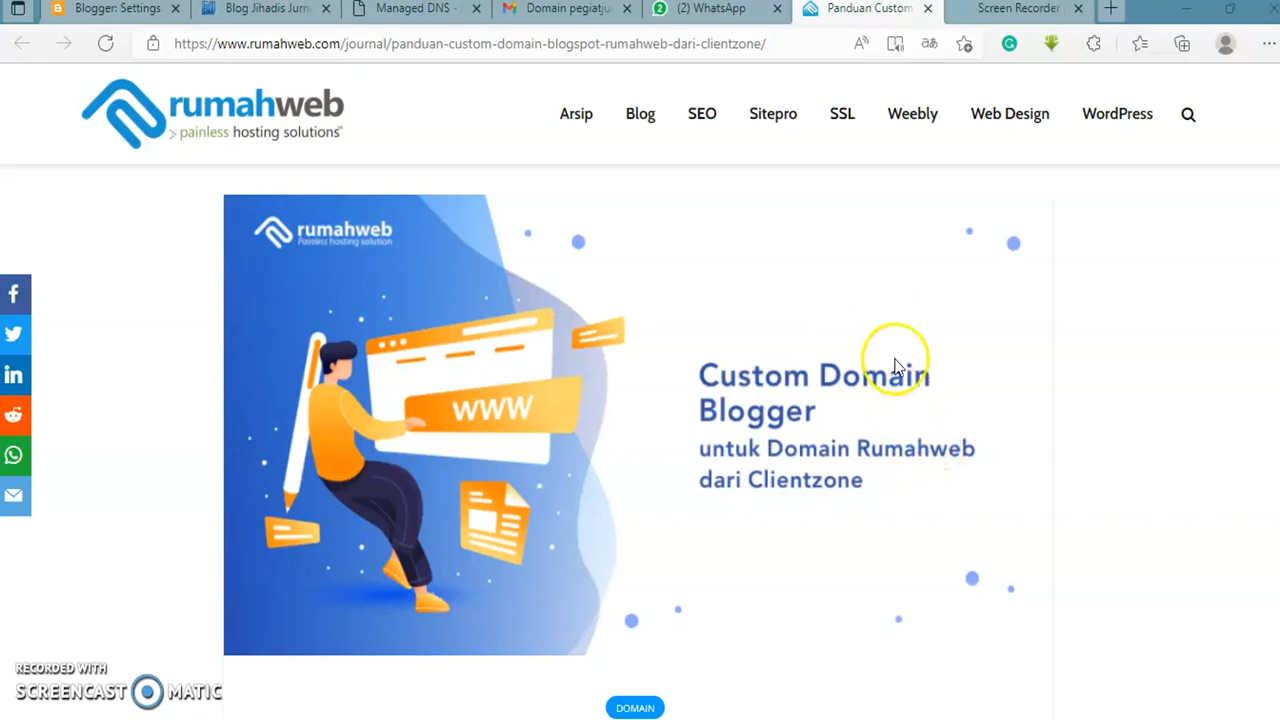 Blogger: Settings
Blog Jihadis Jurn
Managed DNS -
Domain pegiatju
(2) WhatsApp
Panduan Custom
Screen Recorder
https://www.rumahweb.com/journal/panduan-custom-domain-blogspot-rumahweb-dari-clientzone/
rumahweb
> painless hosting solutions™
Arsip
Blog
SEO
Sitepro
SSL
Weebly
Web Design
WordPress
rumahweb
Painless hosting solution
WWW
Custom Domain
Blogger
untuk Domain Rumahweb
dari Clientzone
RECORDED WITH
SCREENCAST MATIC
DOMAIN